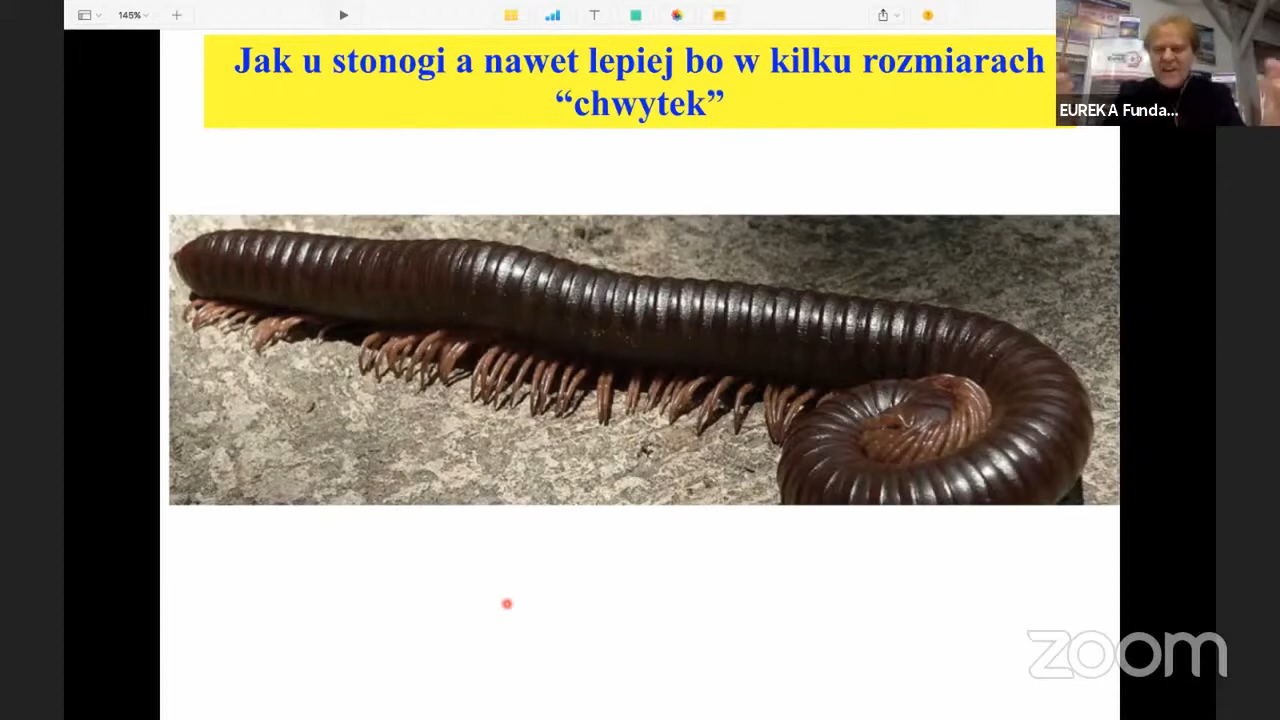 145%
T
Jak u stonogi a nawet lepiej bo w kilku rozmiarach
“chwytek”
EUREKA Funda...
zoom